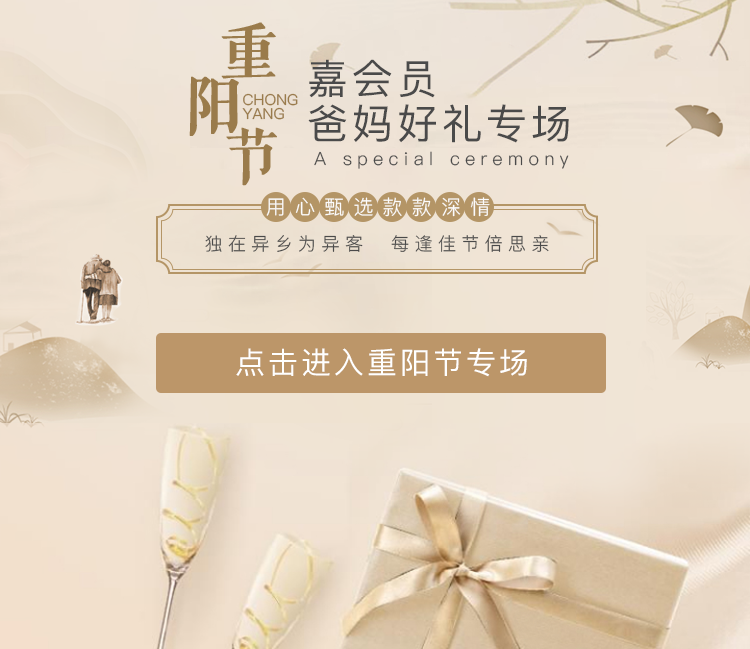 重阳节
CHONG
YANG
嘉会员
爸妈好礼专场
A special ceremony
用心甄选款款深情
独在异乡为异客 每逢佳节倍思亲
点击进入重阳节专场